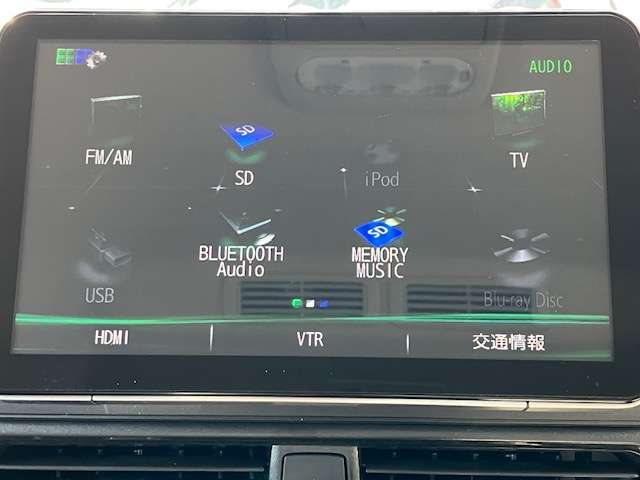 AUDIO
FM/AM
SD
SD
iPod
TV
USB
BLUETOOTH
Audio
SD
MEMORY
MUSIC
Blu-ray Disc
HDMI
VTR
交通情報